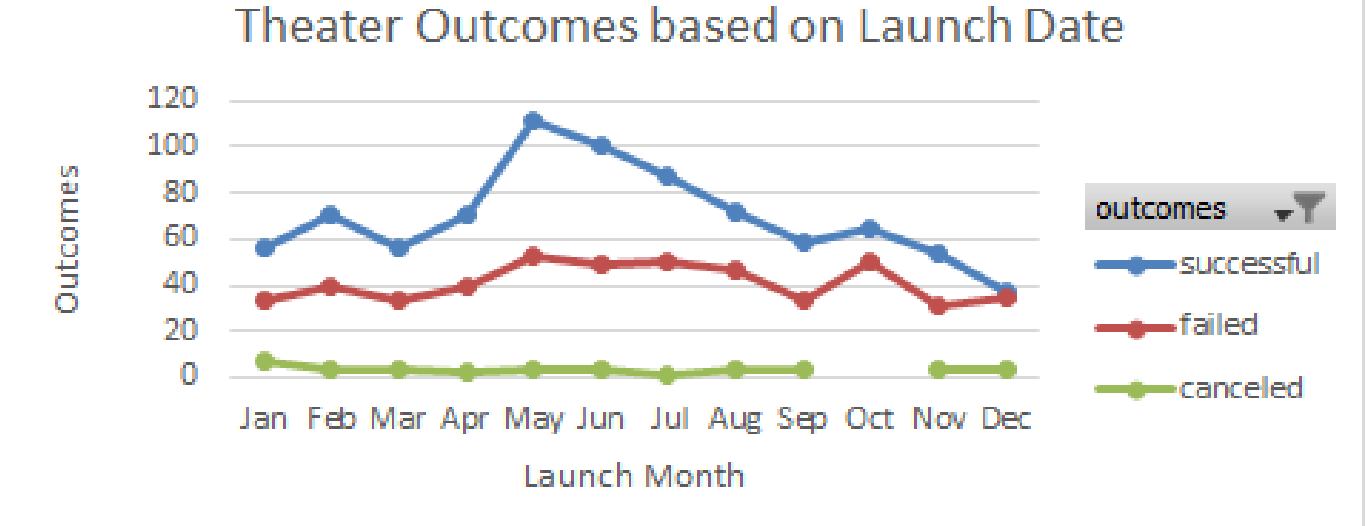 Theater Outcomes based on Launch Date
120
100
80
60
40
20
0
Outcomes
Jan Feb Mar Apr May Jun Jul Aug Sep Oct Nov Dec
Launch Month
outcomes
successful
failed
canceled